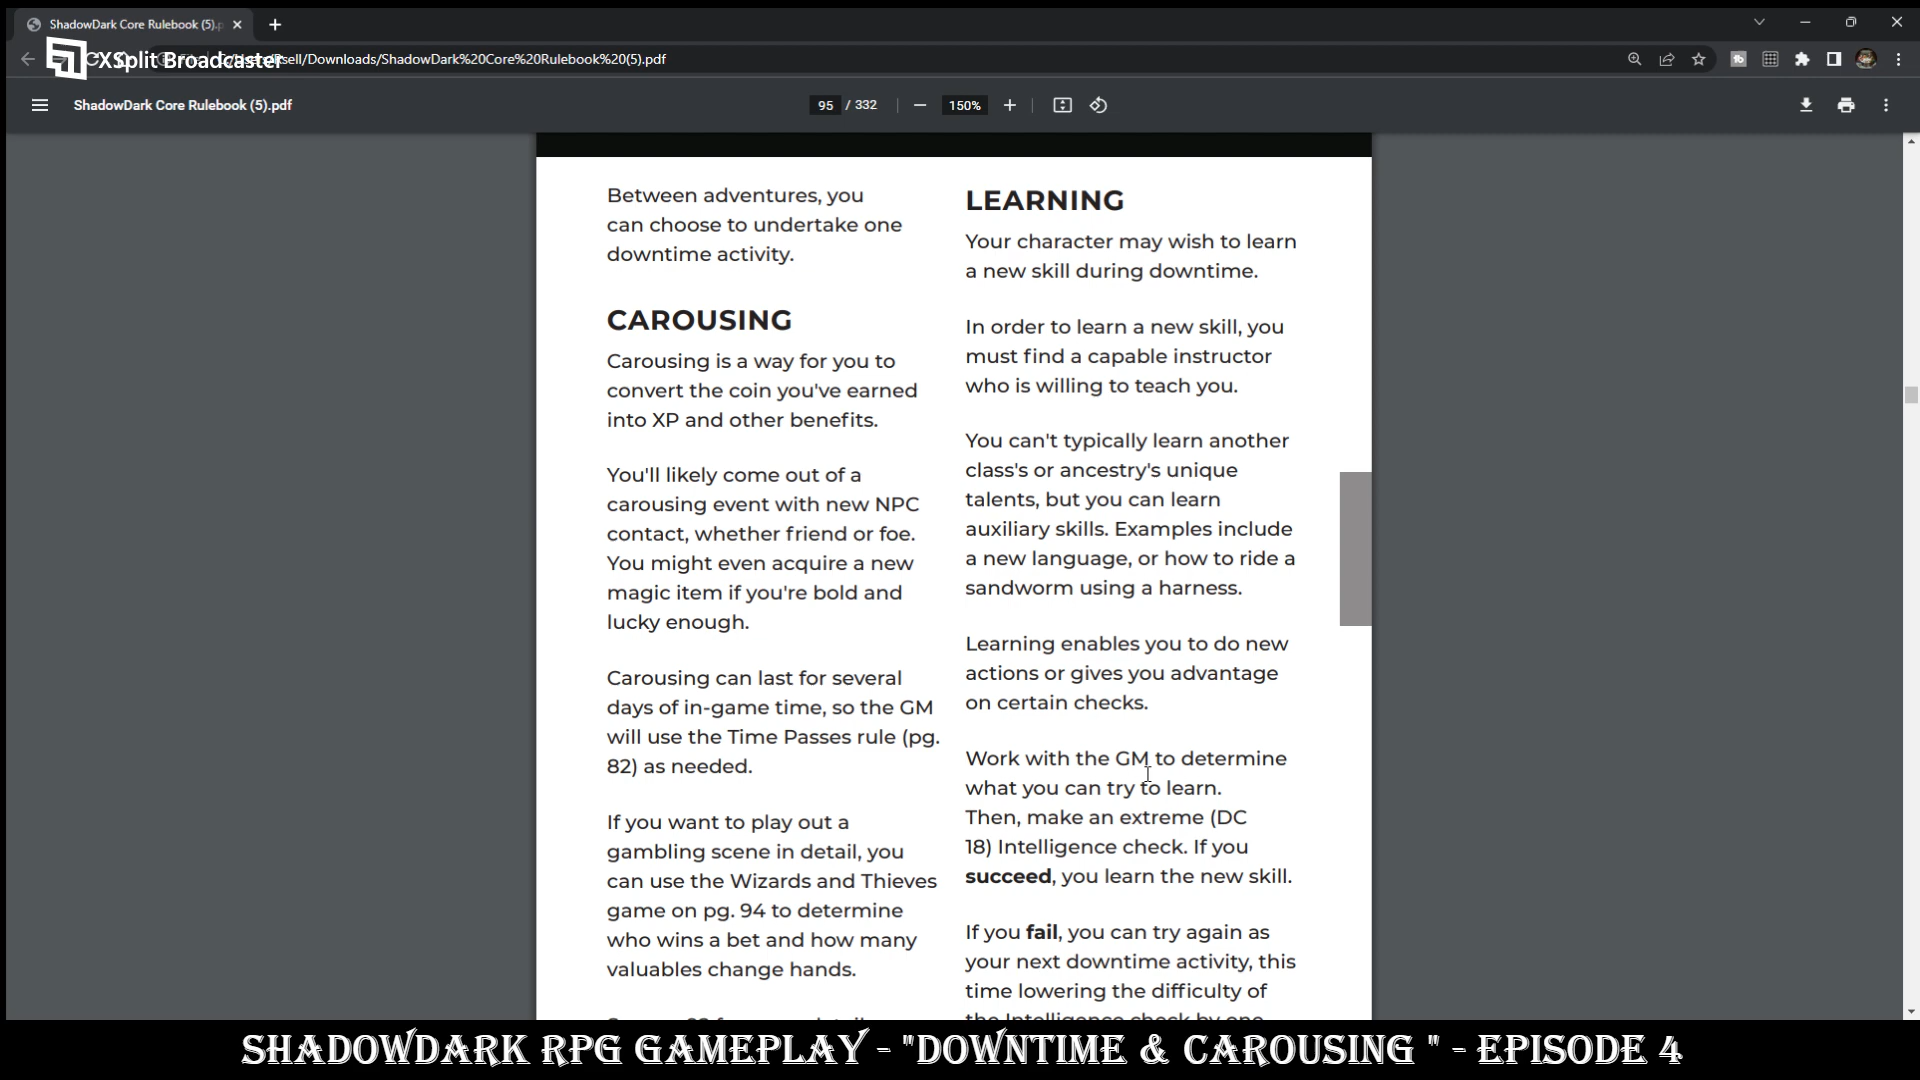 ShadowDark Core Rulebook (5).p
XSplit Broadcaster
sell/Downloads/ShadowDark%20Core%20Rulebook%20(5).pdf
ShadowDark Core Rulebook (5).pdf
95 / 332
150%
Between adventures, you
can choose to undertake one
downtime activity.
CAROUSING
Carousing is a way for you to
convert the coin you've earned
into XP and other benefits.
You'll likely come out of a
carousing event with new NPC
contact, whether friend or foe.
You might even acquire a new
magic item if you're bold and
lucky enough.
Carousing can last for several
days of in-game time, so the GM
will use the Time Passes rule (pg.
82) as needed.
If you want to play out a
gambling scene in detail, you
can use the Wizards and Thieves
game on pg. 94 to determine
who wins a bet and how many
valuables change hands.
LEARNING
Your character may wish to learn
a new skill during downtime.
In order to learn a new skill, you
must find a capable instructor
who is willing to teach you.
You can't typically learn another
class's or ancestry's unique
talents, but you can learn
auxiliary skills. Examples include
a new language, or how to ride a
sandworm using a harness.
Learning enables you to do new
actions or gives you advantage
on certain checks.
Work with the GM to determine
what you can try to learn.
Then, make an extreme (DC
18) Intelligence check. If you
succeed, you learn the new skill.
If you fail, you can try again as
your next downtime activity, this
time lowering the difficulty of
the Intelligence check by one
SHADOWDARK RPG GAMEPLAY - "DOWNTIME & CAROUSING " - EPISODE 4